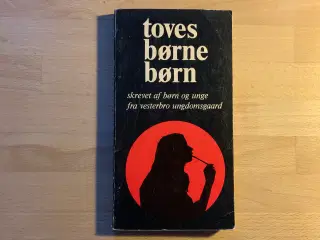 toves
børne
børn
skrevet af børn og unge
fra vesterbro ungdomsgaard